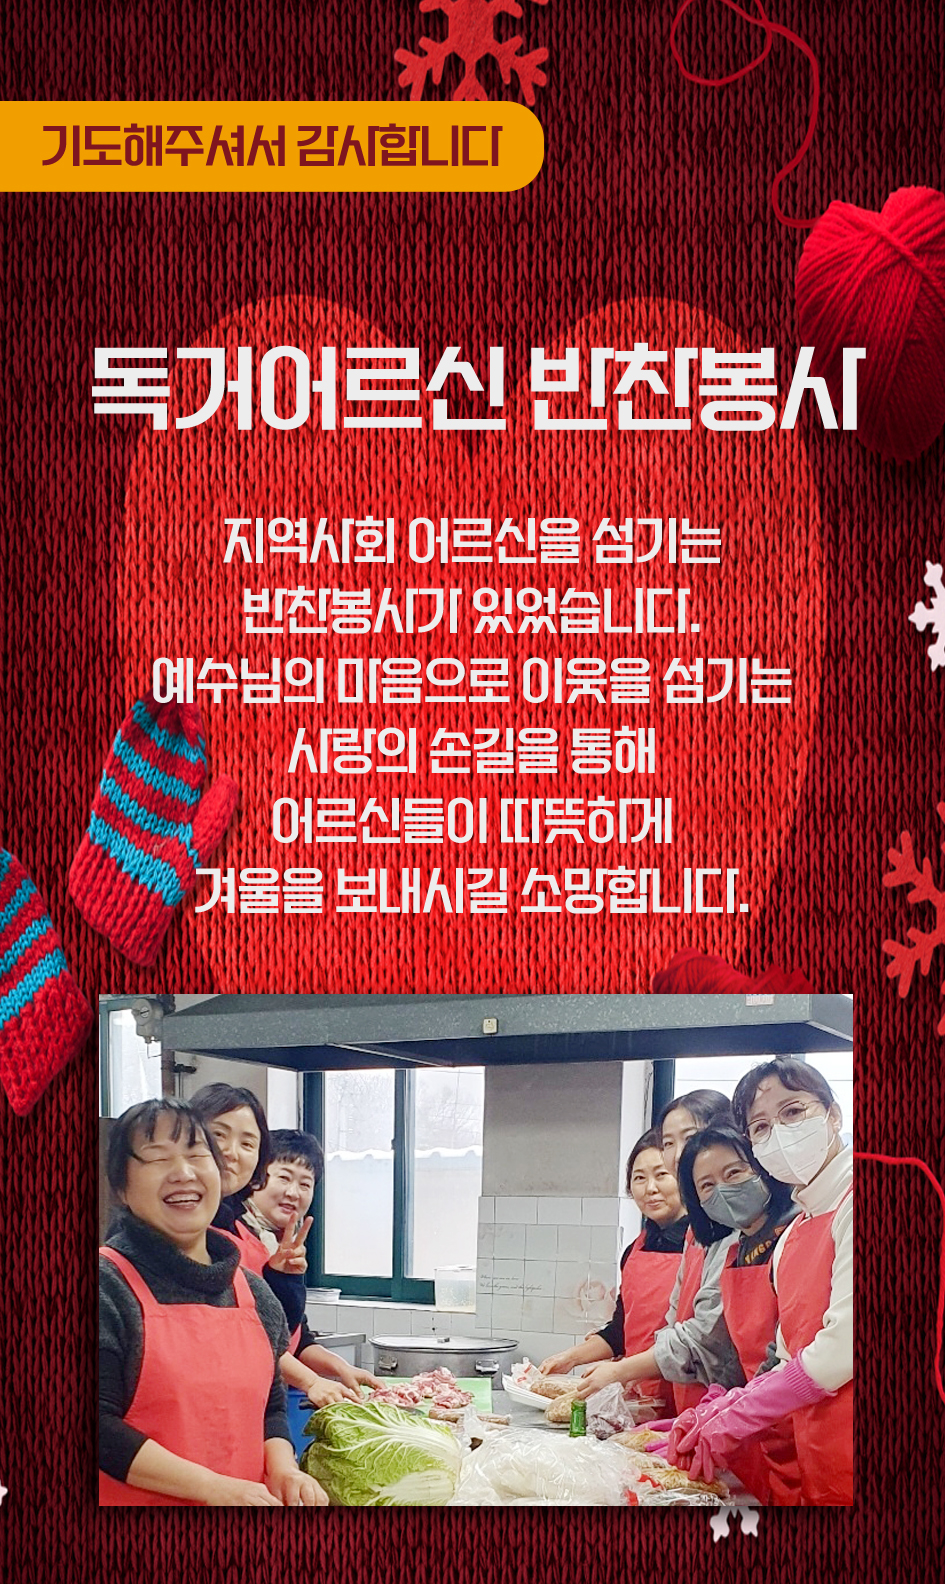 기도해주셔서 감사합니다
독거어르신 반찬봉사
지역사회 어르신을 섬기는
반찬봉사가 있었습니다.
예수님의 마음으로 이웃을 섬기는
사랑의 손길을 통해
어르신들이 따뜻하게
겨울을 보내시길 소망합니다.